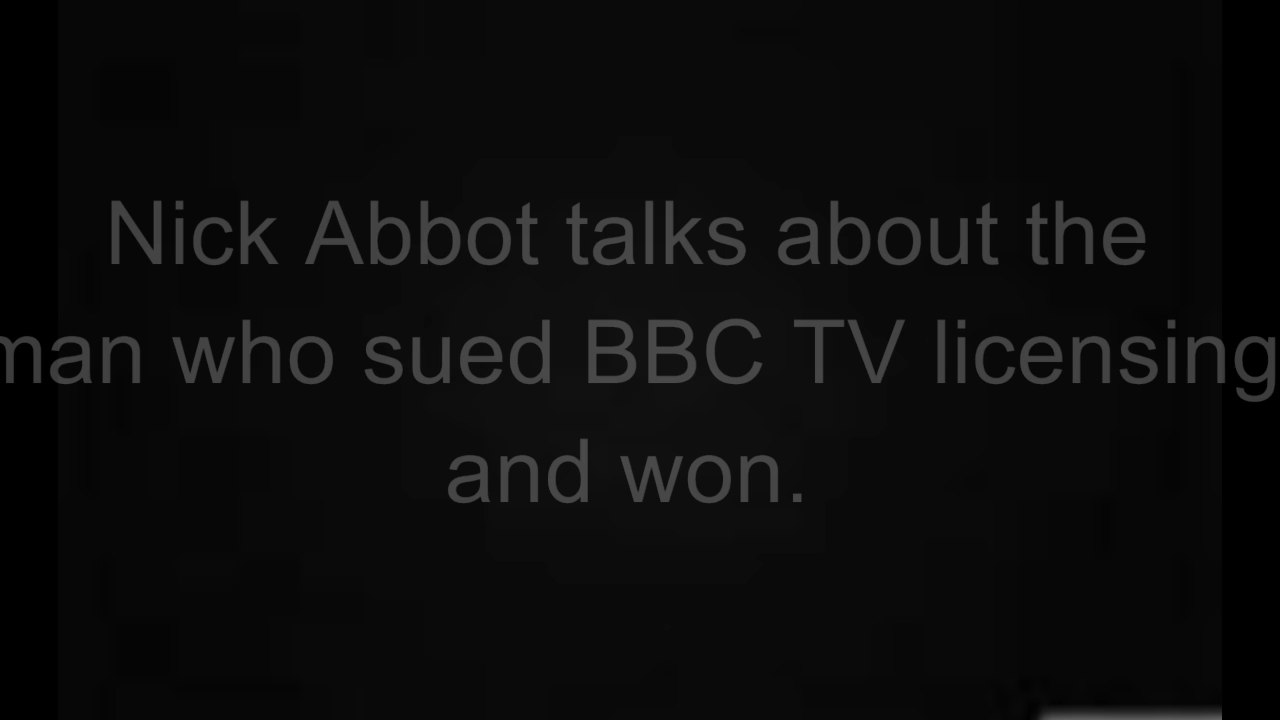 Nick Abbot talks about the
man who sued BBC TV licensing
and won.